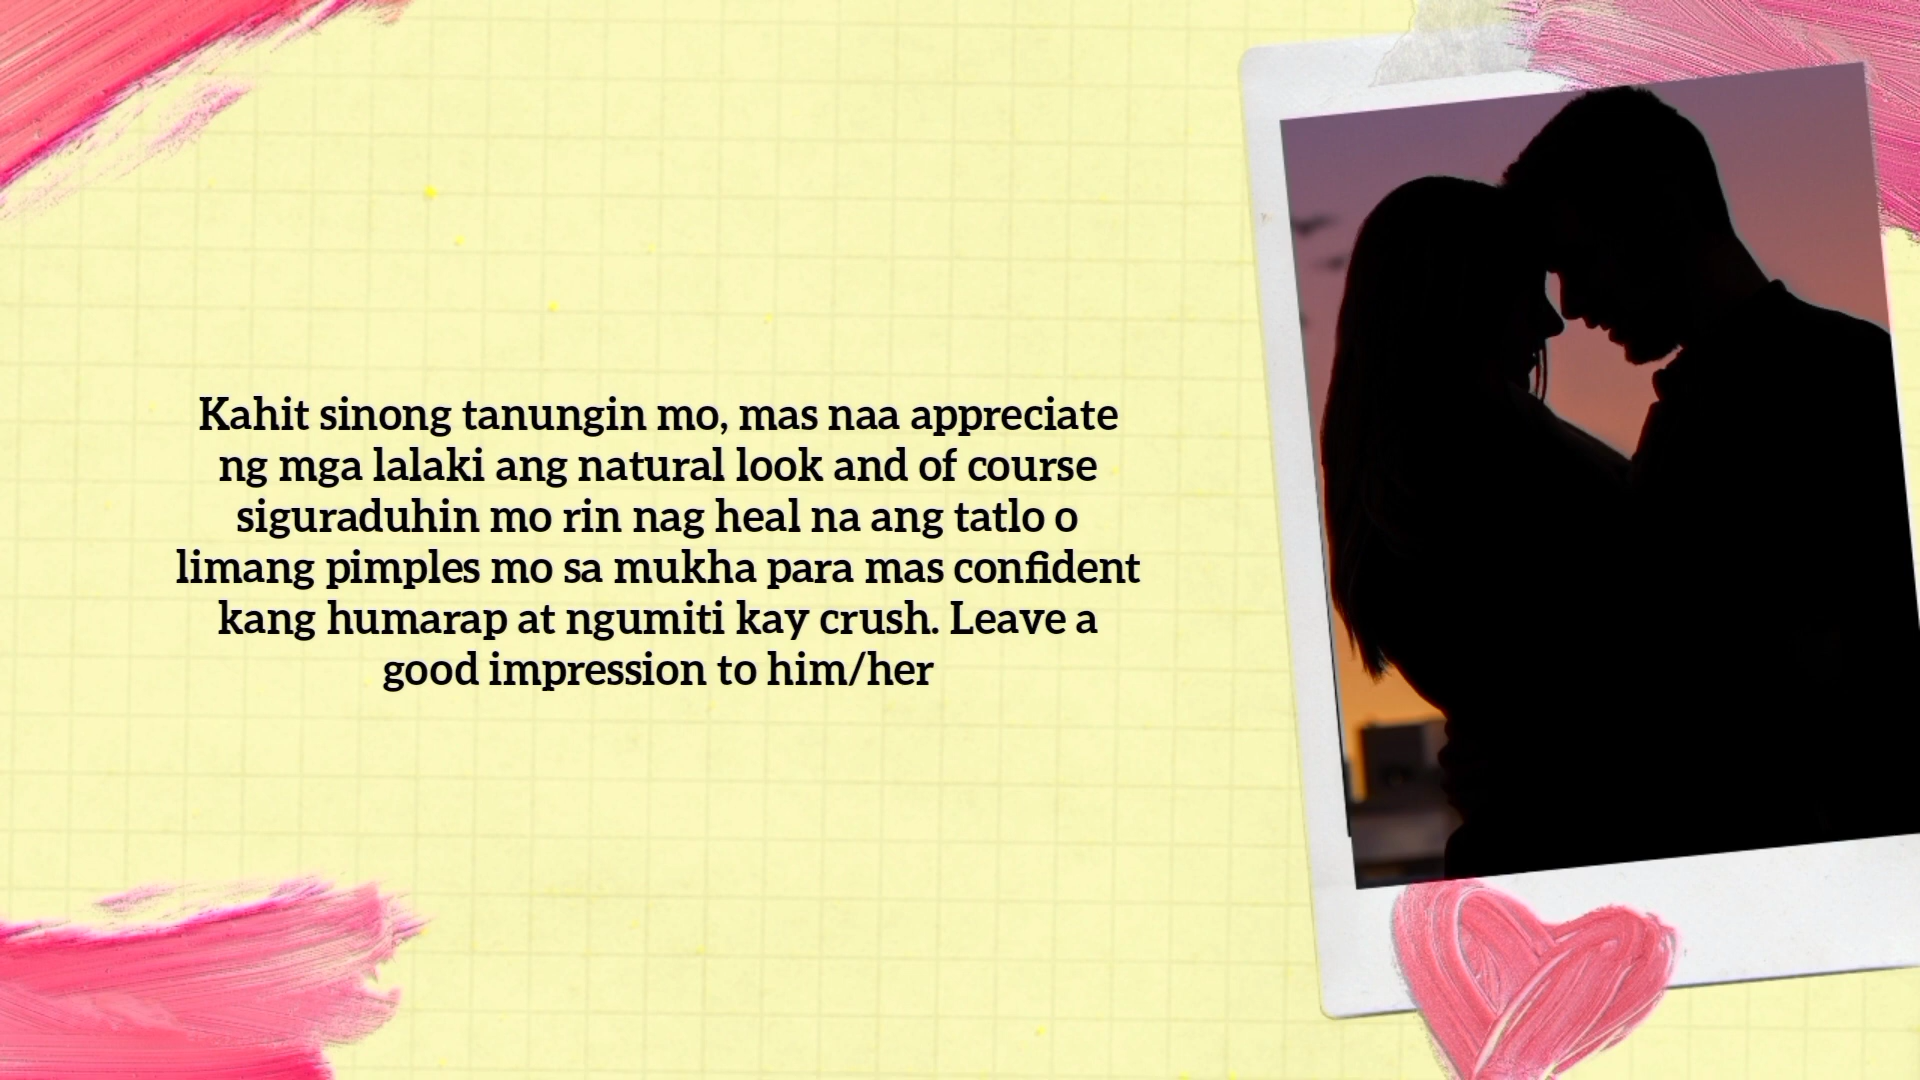 Kahit sinong tanungin mo, mas naa appreciate
ng mga lalaki ang natural look and of course
siguraduhin mo rin nag heal na ang tatlo o
limang pimples mo sa mukha para mas confident
kang humarap at ngumiti kay crush. Leave a
good impression to him/her